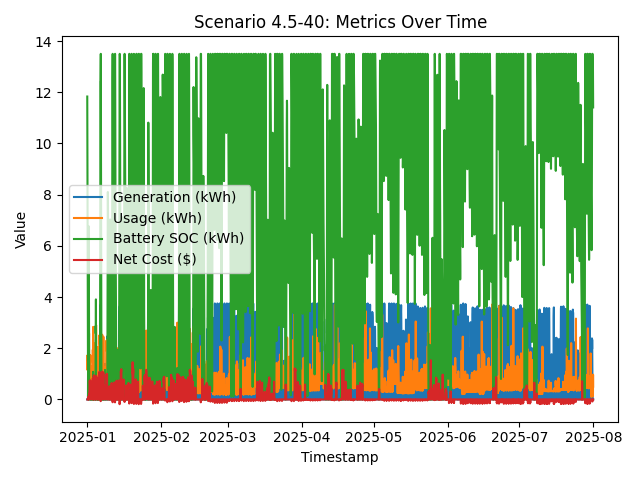 Scenario 4.5-40: Metrics Over Time
14
12
10
8
6
4
2
0
Value
Generation (kWh)
Usage (kWh)
Battery SOC (kWh)
Net Cost ($)
2025-01 2025-02 2025-03 2025-04 2025-05 2025-06 2025-07 2025-08
Timestamp